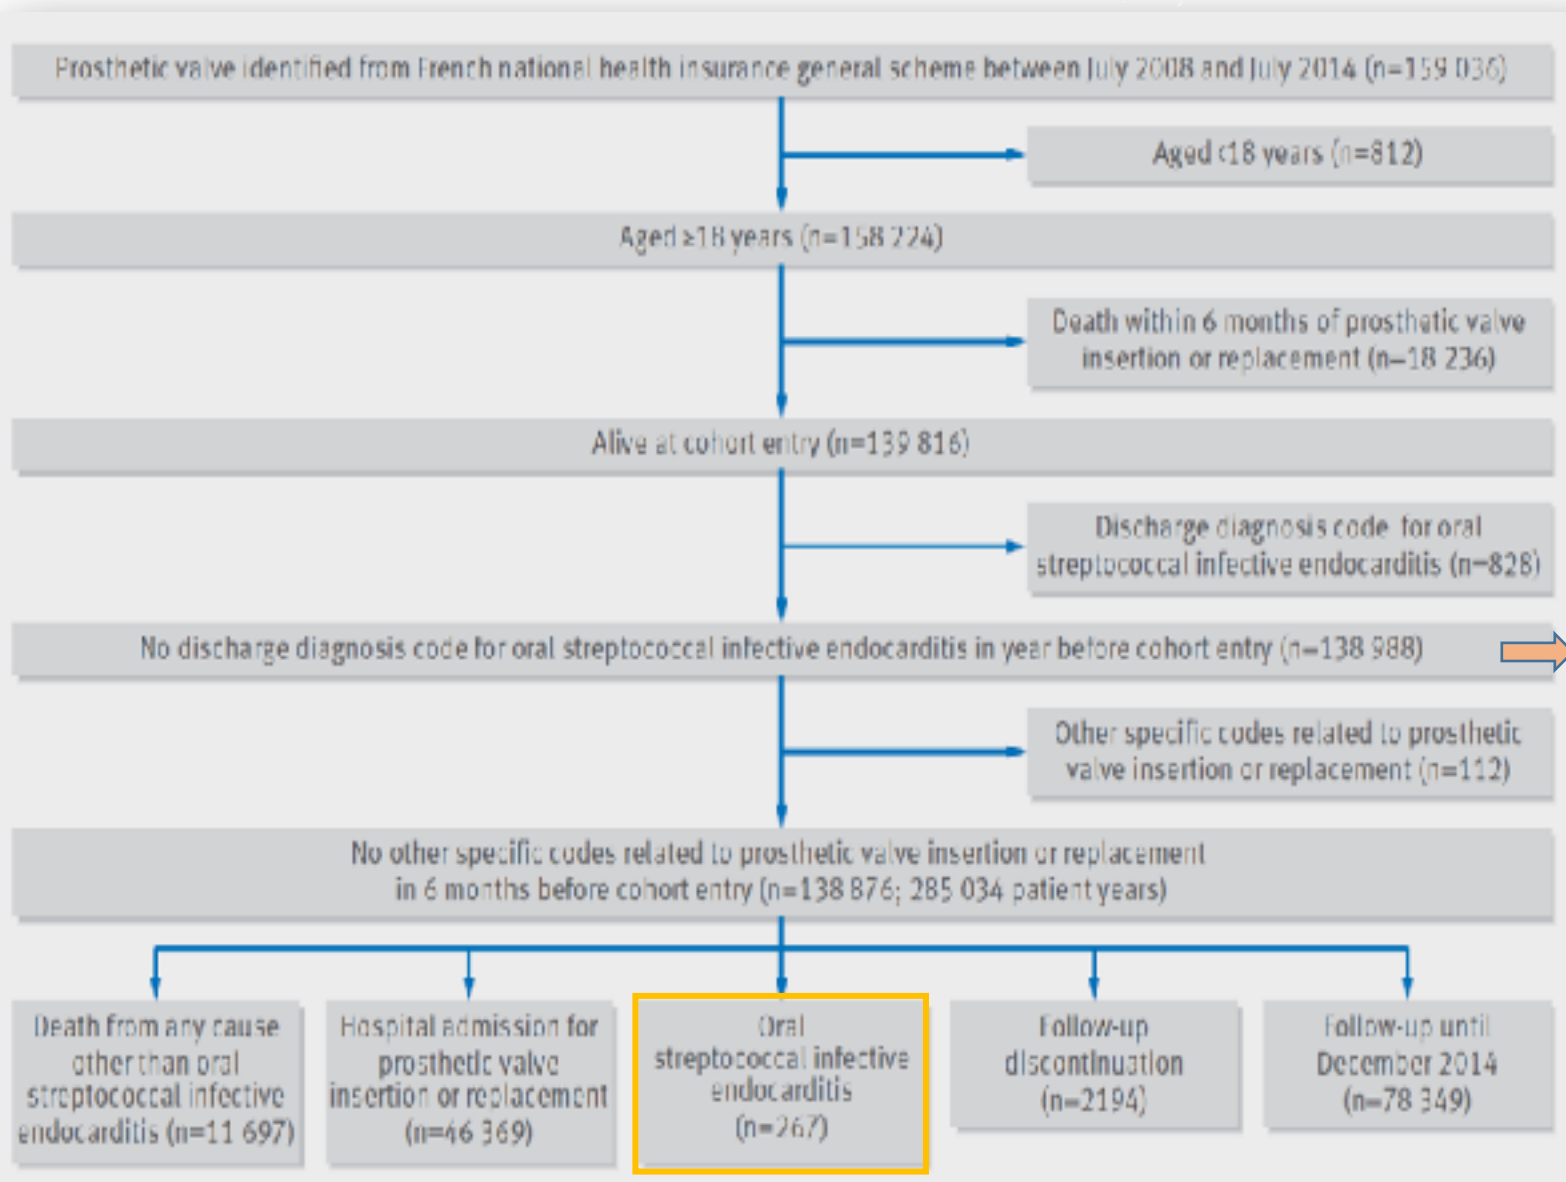 Prosthetic valve identified from French national health insurance general scheme between July 2008 and July 2014 (n=159 036)
Aged <18 years (n=812)
Aged ≥18 years (n=158 224)
Death within 6 months of prosthetic valve
insertion or replacement (n=18 236)
Alive at cohort entry (n=139 816)
Discharge diagnosis code for oral
streptococcal infective endocarditis (n=828)
No discharge diagnosis code for oral streptococcal infective endocarditis in year before cohort entry (n=138 988)
Other specific codes related to prosthetic
valve insertion or replacement (n=112)
No other specific codes related to prosthetic valve insertion or replacement
in 6 months before cohort entry (n=138 876; 285 034 patient years)
Death from any cause
other than oral
streptococcal infective
endocarditis (n=11 697)
Hospital admission for
prosthetic valve
insertion or replacement
(n=46 369)
Oral
streptococcal infective
endocarditis
(n=267)
Follow-up
discontinuation
(n=2194)
Follow-up until
December 2014
(n=78 349)